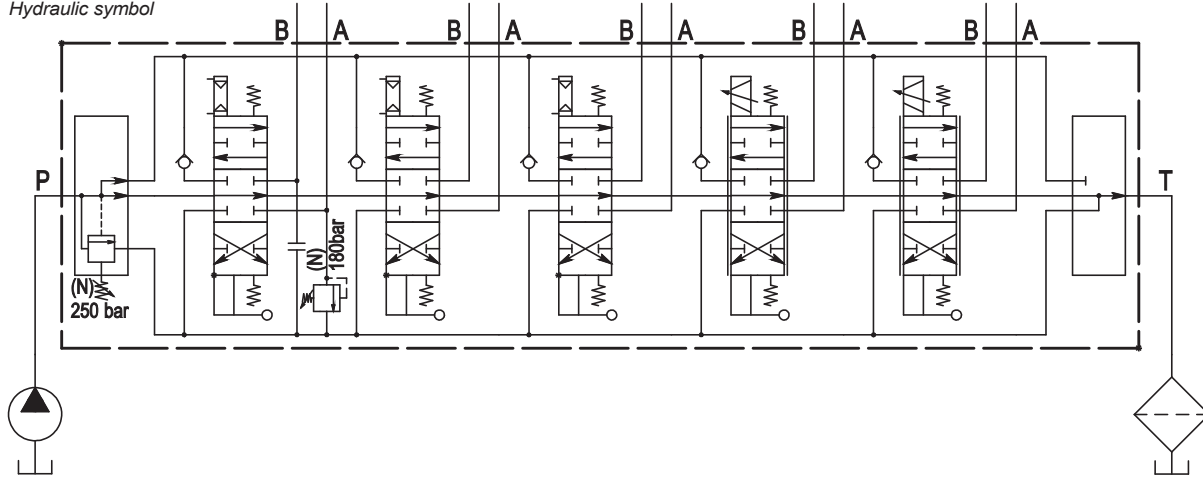 Hydraulic symbol
B A B A B A B A B A
P
T
(N)
250 bar
(N)
180bar